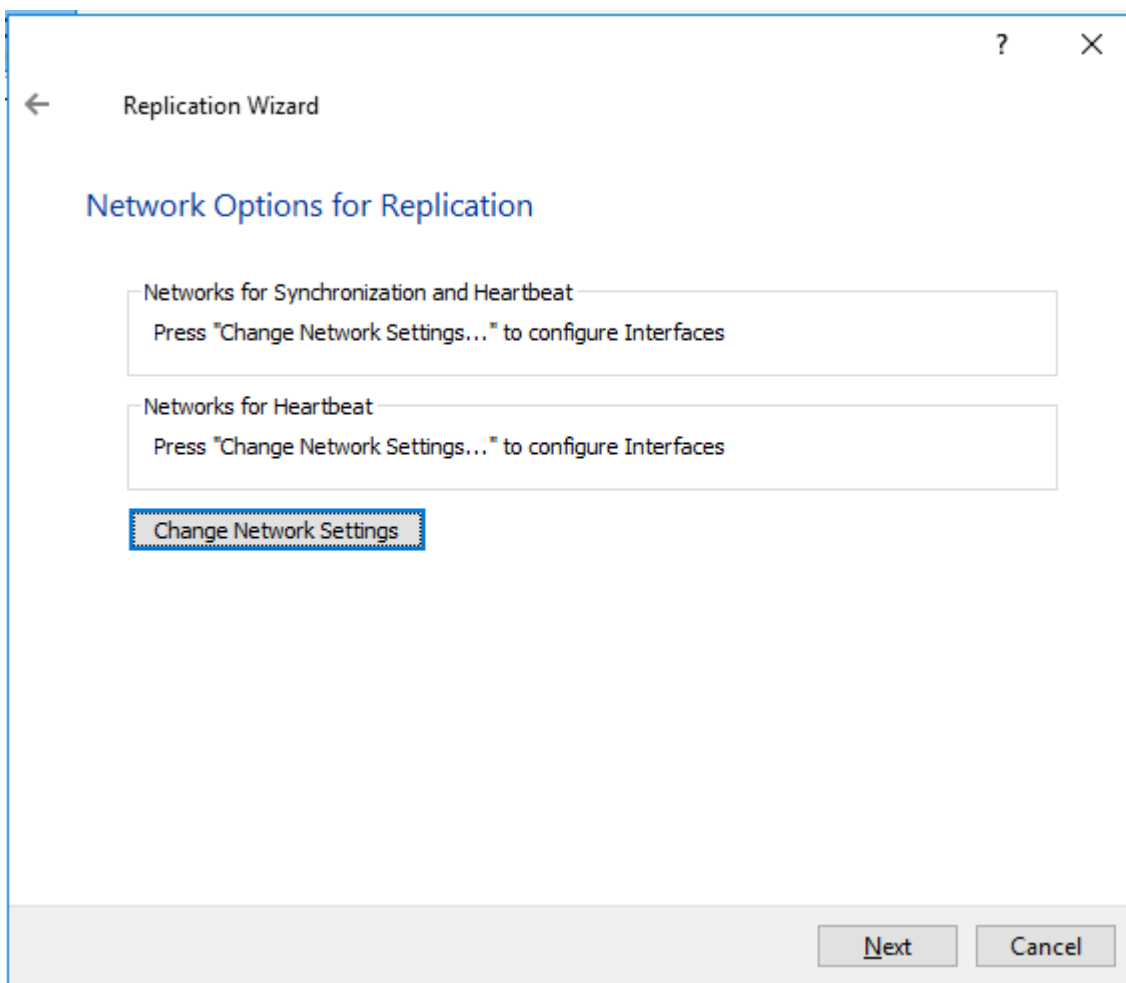 Replication Wizard
Network Options for Replication
Networks for Synchronization and Heartbeat
Press "Change Network Settings..." to configure Interfaces
Networks for Heartbeat
Press "Change Network Settings..." to configure Interfaces
Change Network Settings
Next
Cancel